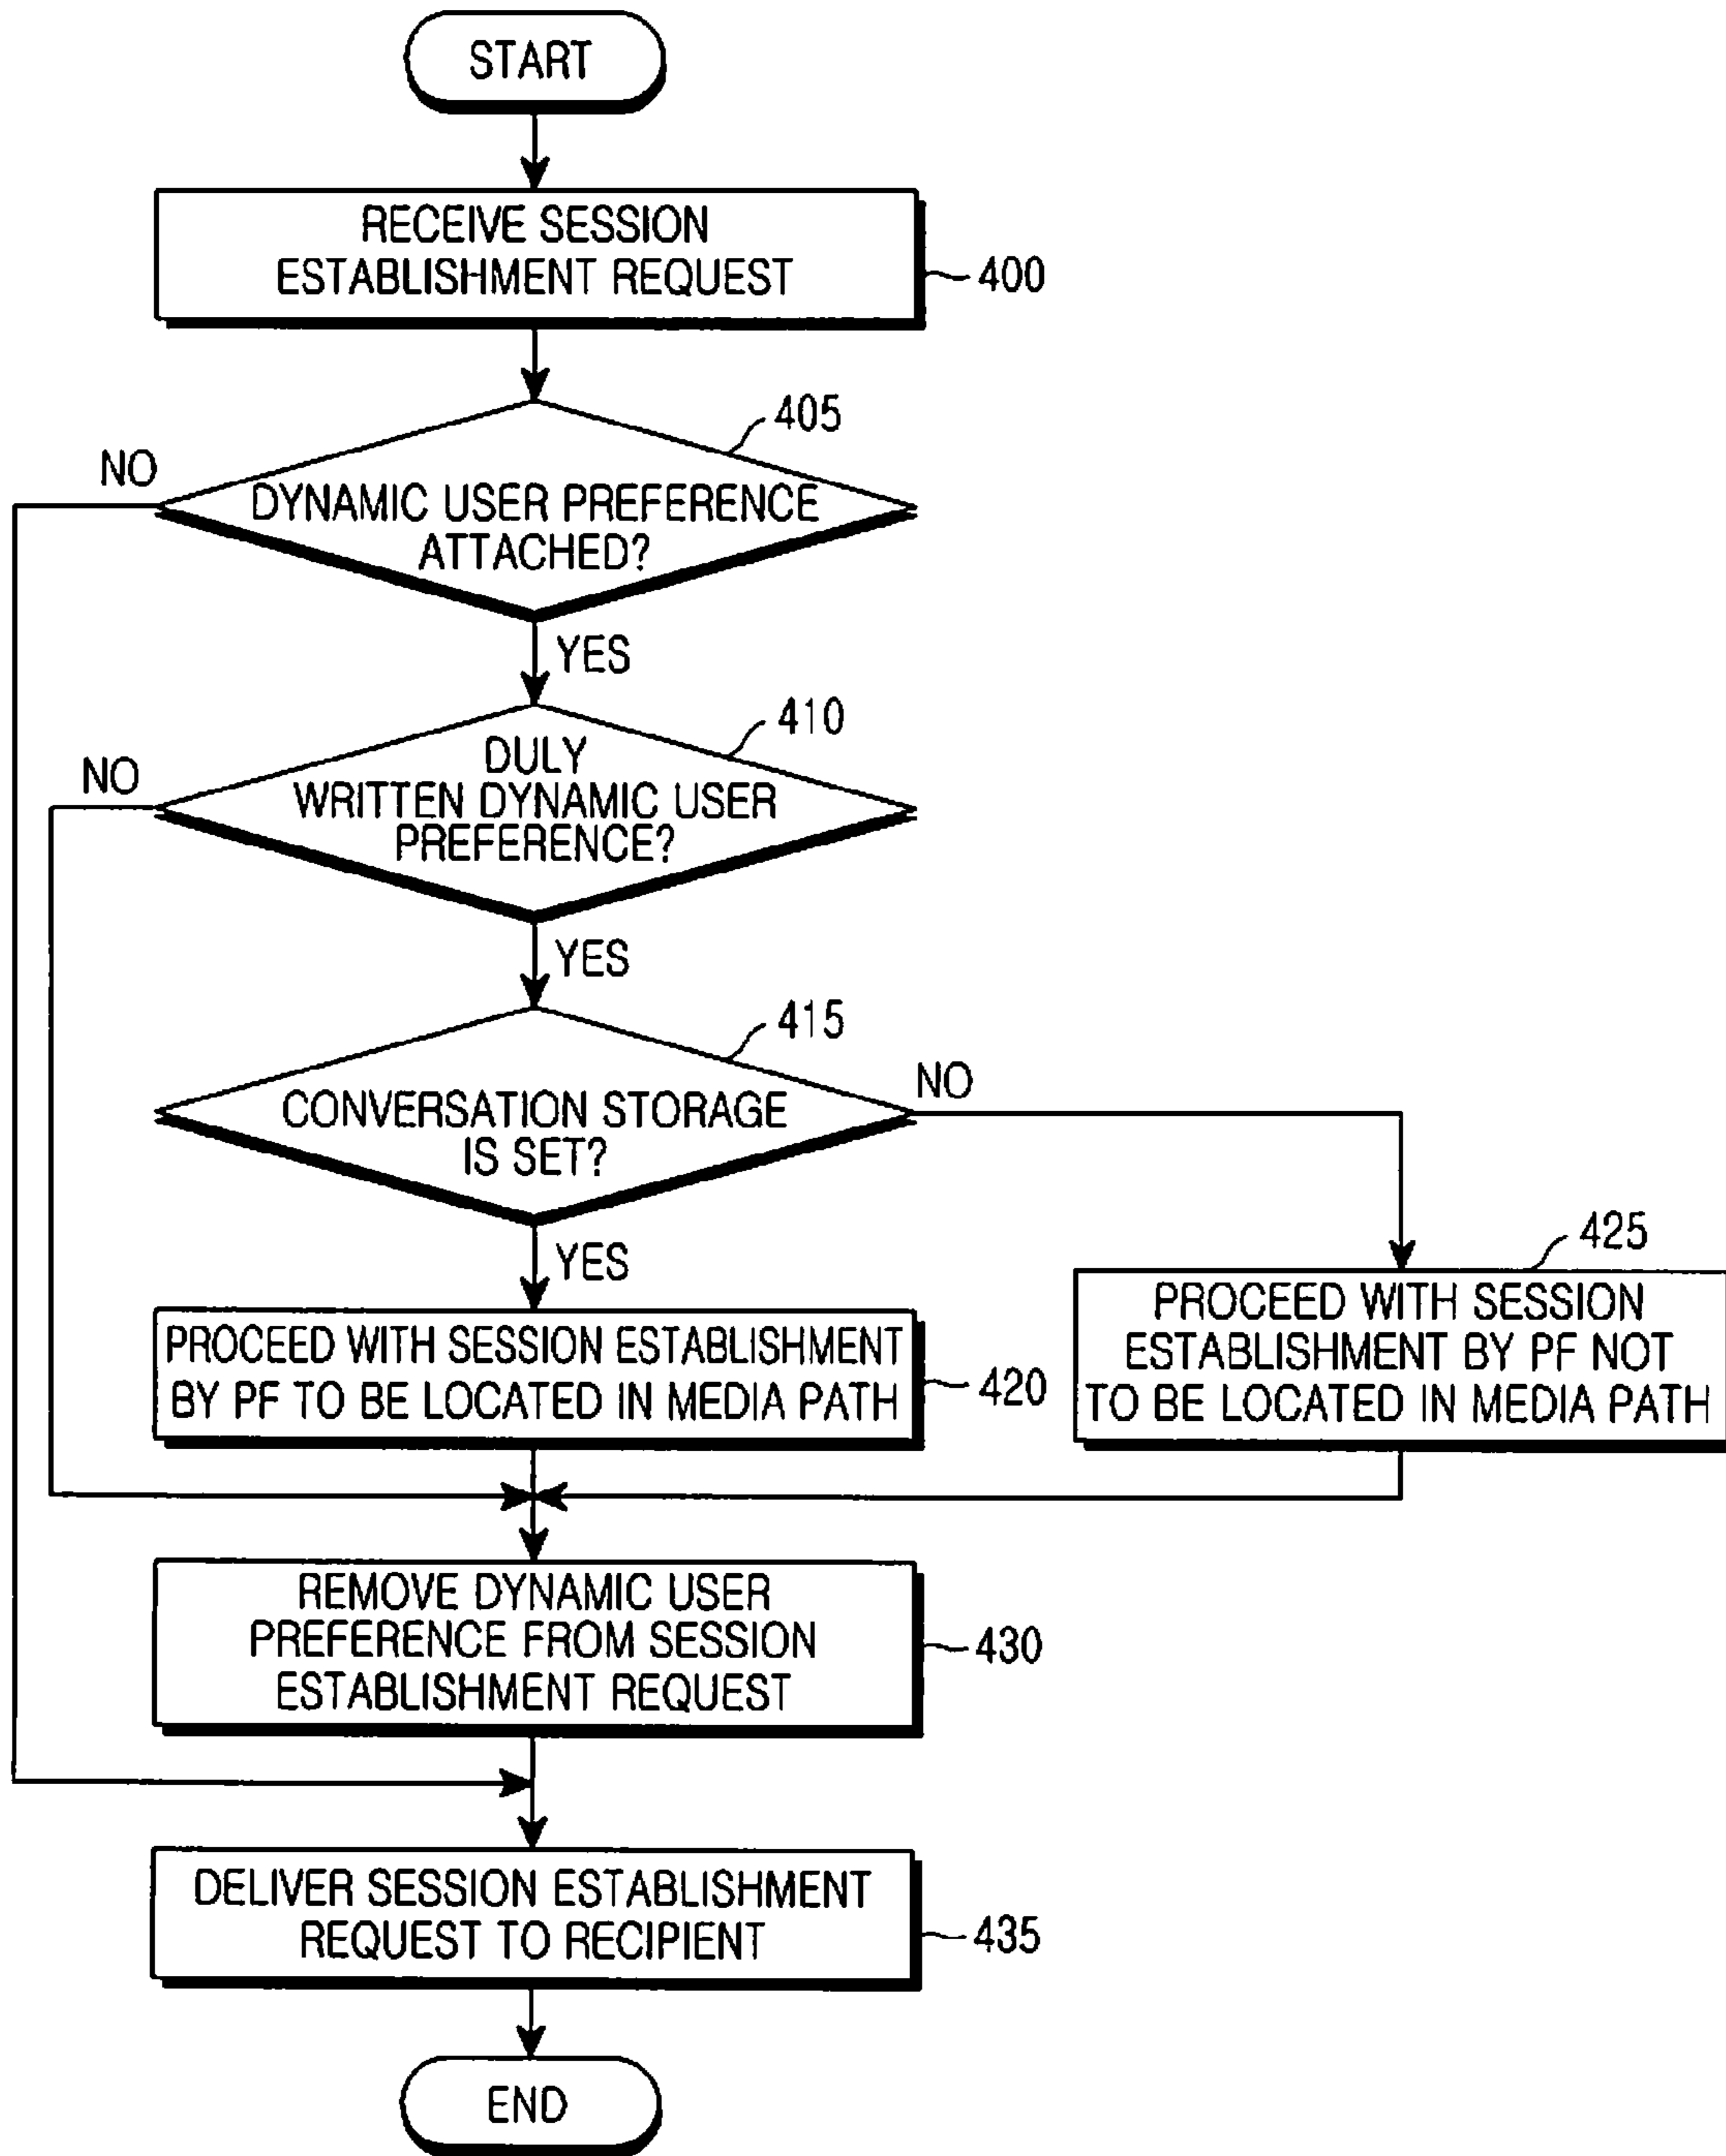 START
RECEIVE SESSION
ESTABLISHMENT REQUEST
400
405
NO
DYNAMIC USER PREFERENCE
ATTACHED?
YES
410
NO
DULY
WRITTEN DYNAMIC USER
PREFERENCE?
YES
415
NO
CONVERSATION STORAGE
IS SET?
YES
425
PROCEED WITH SESSION ESTABLISHMENT
BY PF TO BE LOCATED IN MEDIA PATH
420
PROCEED WITH SESSION
ESTABLISHMENT BY PF NOT
TO BE LOCATED IN MEDIA PATH
REMOVE DYNAMIC USER
PREFERENCE FROM SESSION
ESTABLISHMENT REQUEST
430
DELIVER SESSION ESTABLISHMENT
REQUEST TO RECIPIENT
435
END